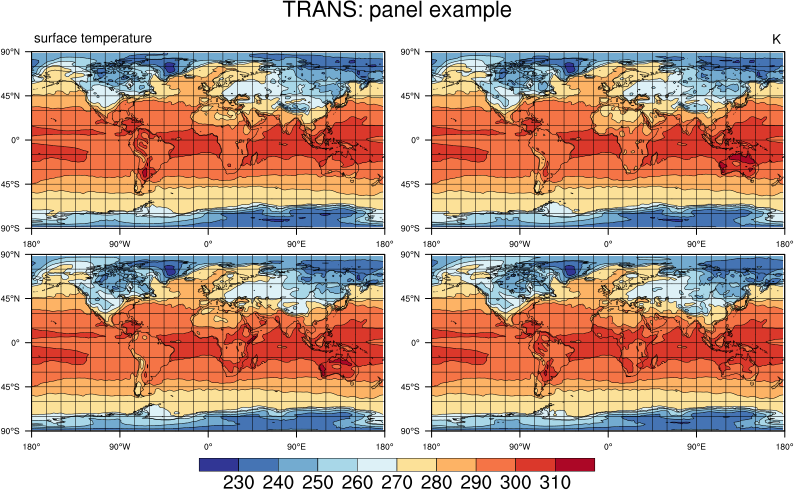 TRANS: panel example
surface temperature K
90°N 90°N
45°N 45°N
0° 0°
45°S 45°S
90°S 90°S
180° 90°W 0° 90°E 180° 180° 90°W 0° 90°E 180°
90°N 90°N
45°N 45°N
0° 0°
45°S 45°S
90°S 90°S
180° 90°W 0° 90°E 180° 180° 90°W 0° 90°E 180°
230 240 250 260 270 280 290 300 310